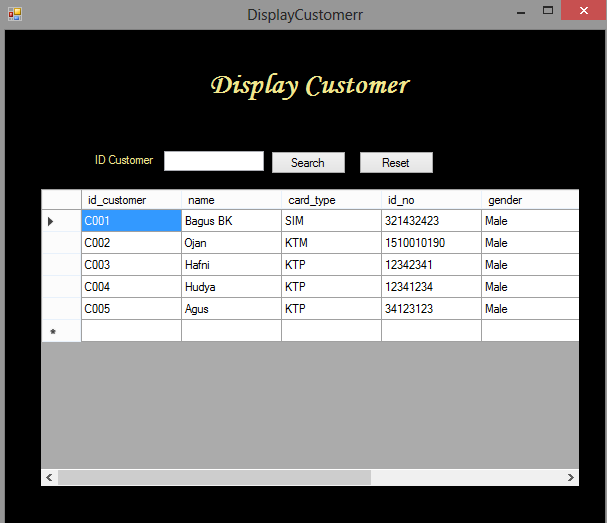 DisplayCustomerr
Display Customer
ID Customer Search Reset
id_customer name card_type id_no gender
C001 Bagus BK SIM 321432423 Male
C002 Ojan KTM 1510010190 Male
C003 Hafni KTP 12342341 Male
C004 Hudya KTP 12341234 Male
C005 Agus KTP 34123123 Male